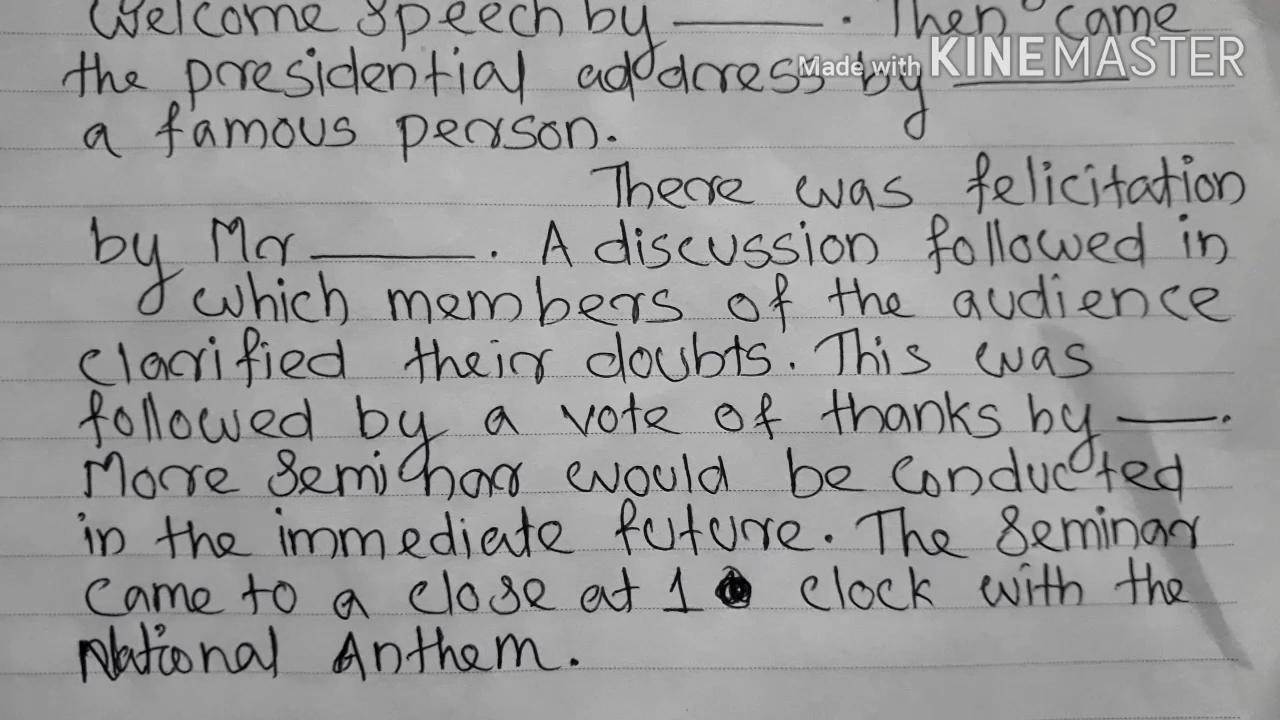 Welcome Speech by ______. Then came
the presidential address by ______
a famous person.
There was felicitation
by Mr ______. A discussion followed in
which members of the audience
clarified their doubts. This was
followed by a vote of thanks by ____.
More seminar would be conducted
in the immediate future. The Seminar
came to a close at 1 clock with the
National Anthem.
Made with KINEMASTER